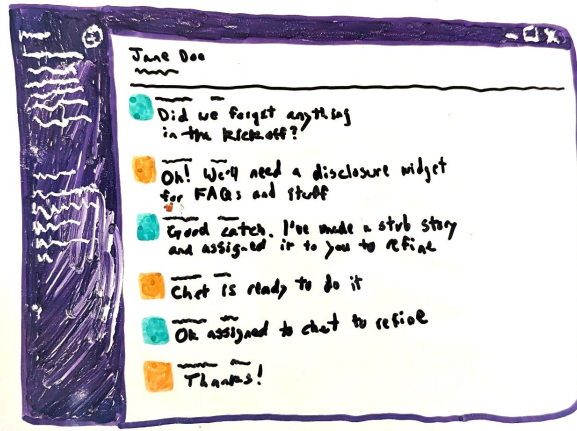 Jane Doe
Did we forget anything
in the kickoff?
Oh! We'll need a disclosure widget
for FAQs and stuff
Good catch. I've made a stub story
and assigned it to you to refine
Chet is ready to do it
Ok assigned to chet to refine
Thanks!